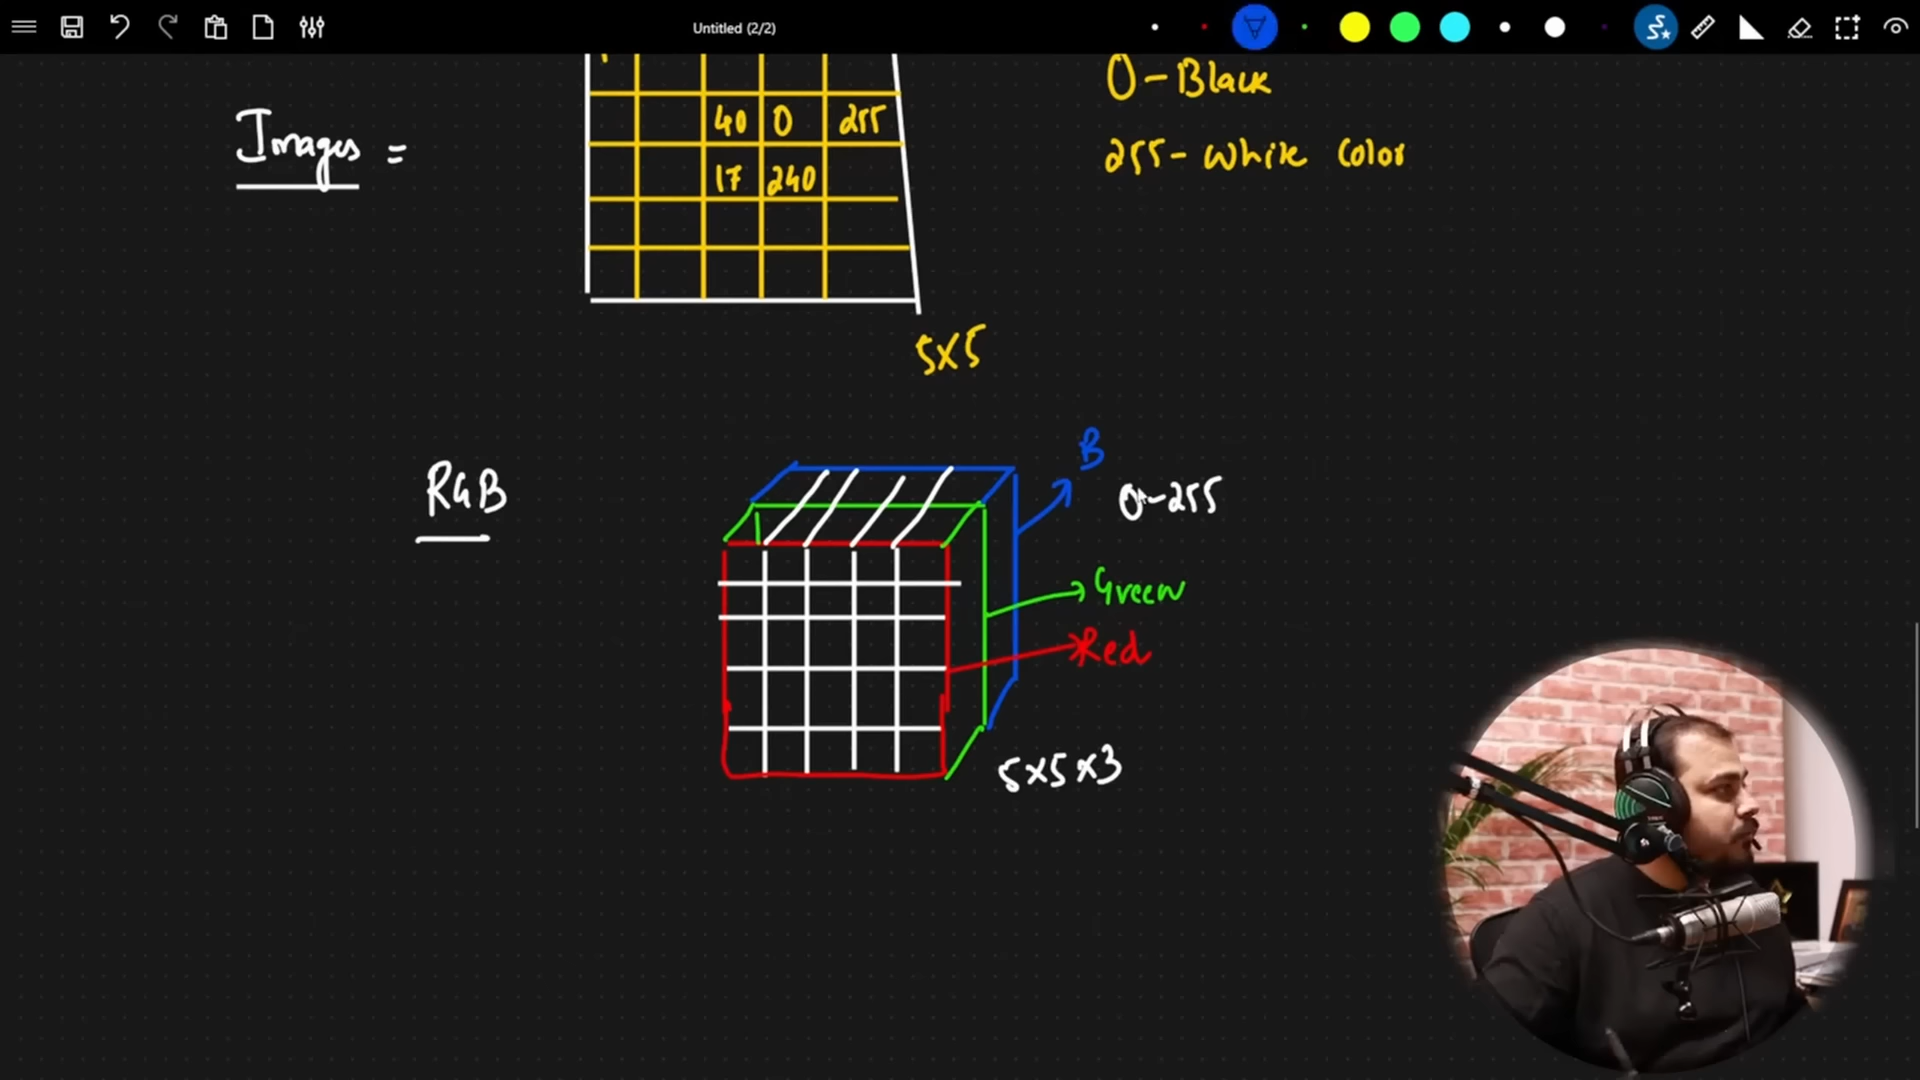 Untitled (2/2)
0-Black
Images =
40 0 255
255- White Color
17 240
5x5
B
RGB
0-255
Green
Red
5x5x3